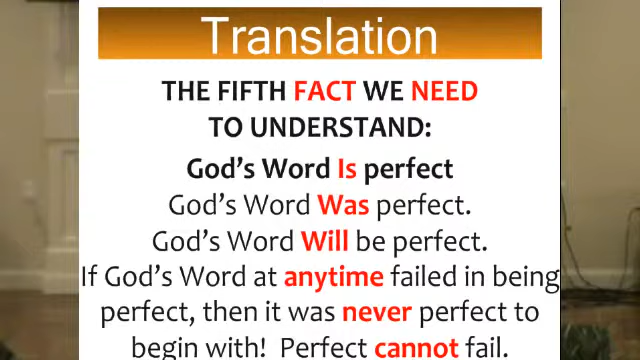 Translation
THE FIFTH FACT WE NEED
TO UNDERSTAND:
God's Word Is perfect
God's Word Was perfect.
God's Word Will be perfect.
If God's Word at anytime failed in being
perfect, then it was never perfect to
begin with! Perfect cannot fail.